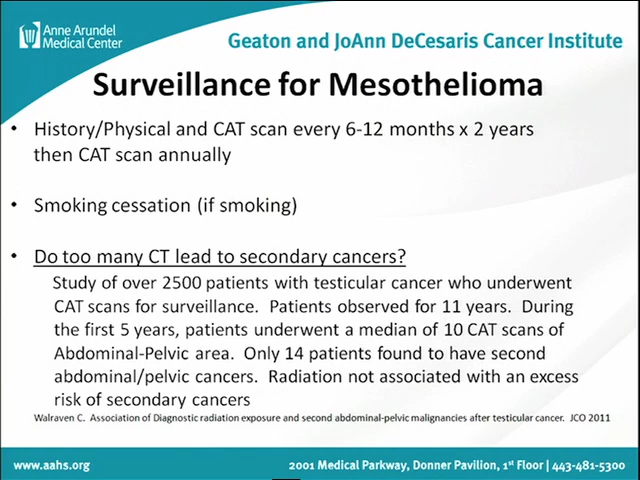 Anne Arundel
Medical Center
Geaton and JoAnn DeCesaris Cancer Institute
Surveillance for Mesothelioma
• History/Physical and CAT scan every 6-12 months x 2 years
then CAT scan annually
• Smoking cessation (if smoking)
• Do too many CT lead to secondary cancers?
Study of over 2500 patients with testicular cancer who underwent
CAT scans for surveillance. Patients observed for 11 years. During
the first 5 years, patients underwent a median of 10 CAT scans of
Abdominal-Pelvic area. Only 14 patients found to have second
abdominal/pelvic cancers. Radiation not associated with an excess
risk of secondary cancers
Walraven C. Association of Diagnostic radiation exposure and second abdominal-pelvic malignancies after testicular cancer. JCO 2011
www.aahs.org
2001 Medical Parkway, Donner Pavilion, 1st Floor | 443-481-5300